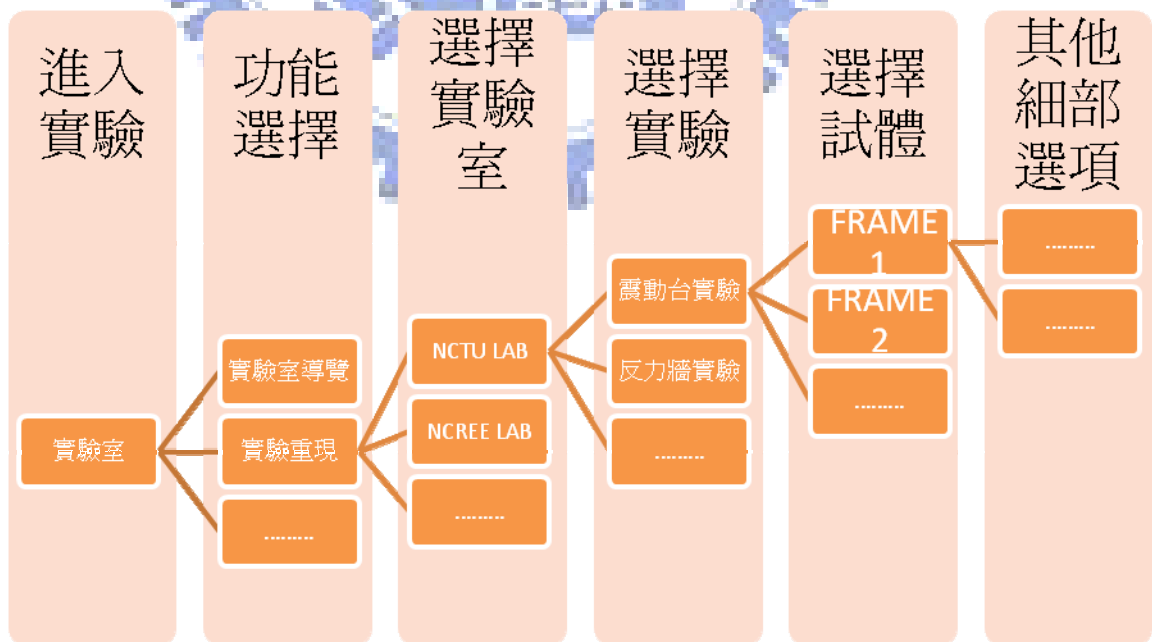 進入
實驗
功能
選擇
選擇
實驗
室
選擇
實驗
選擇
試體
其他
細部
選項
實驗室
實驗室導覽
實驗重現
.........
NCTU LAB
NCREE LAB
.........
震動台實驗
反力牆實驗
.........
FRAME
1
FRAME
2
.........
.........
.........